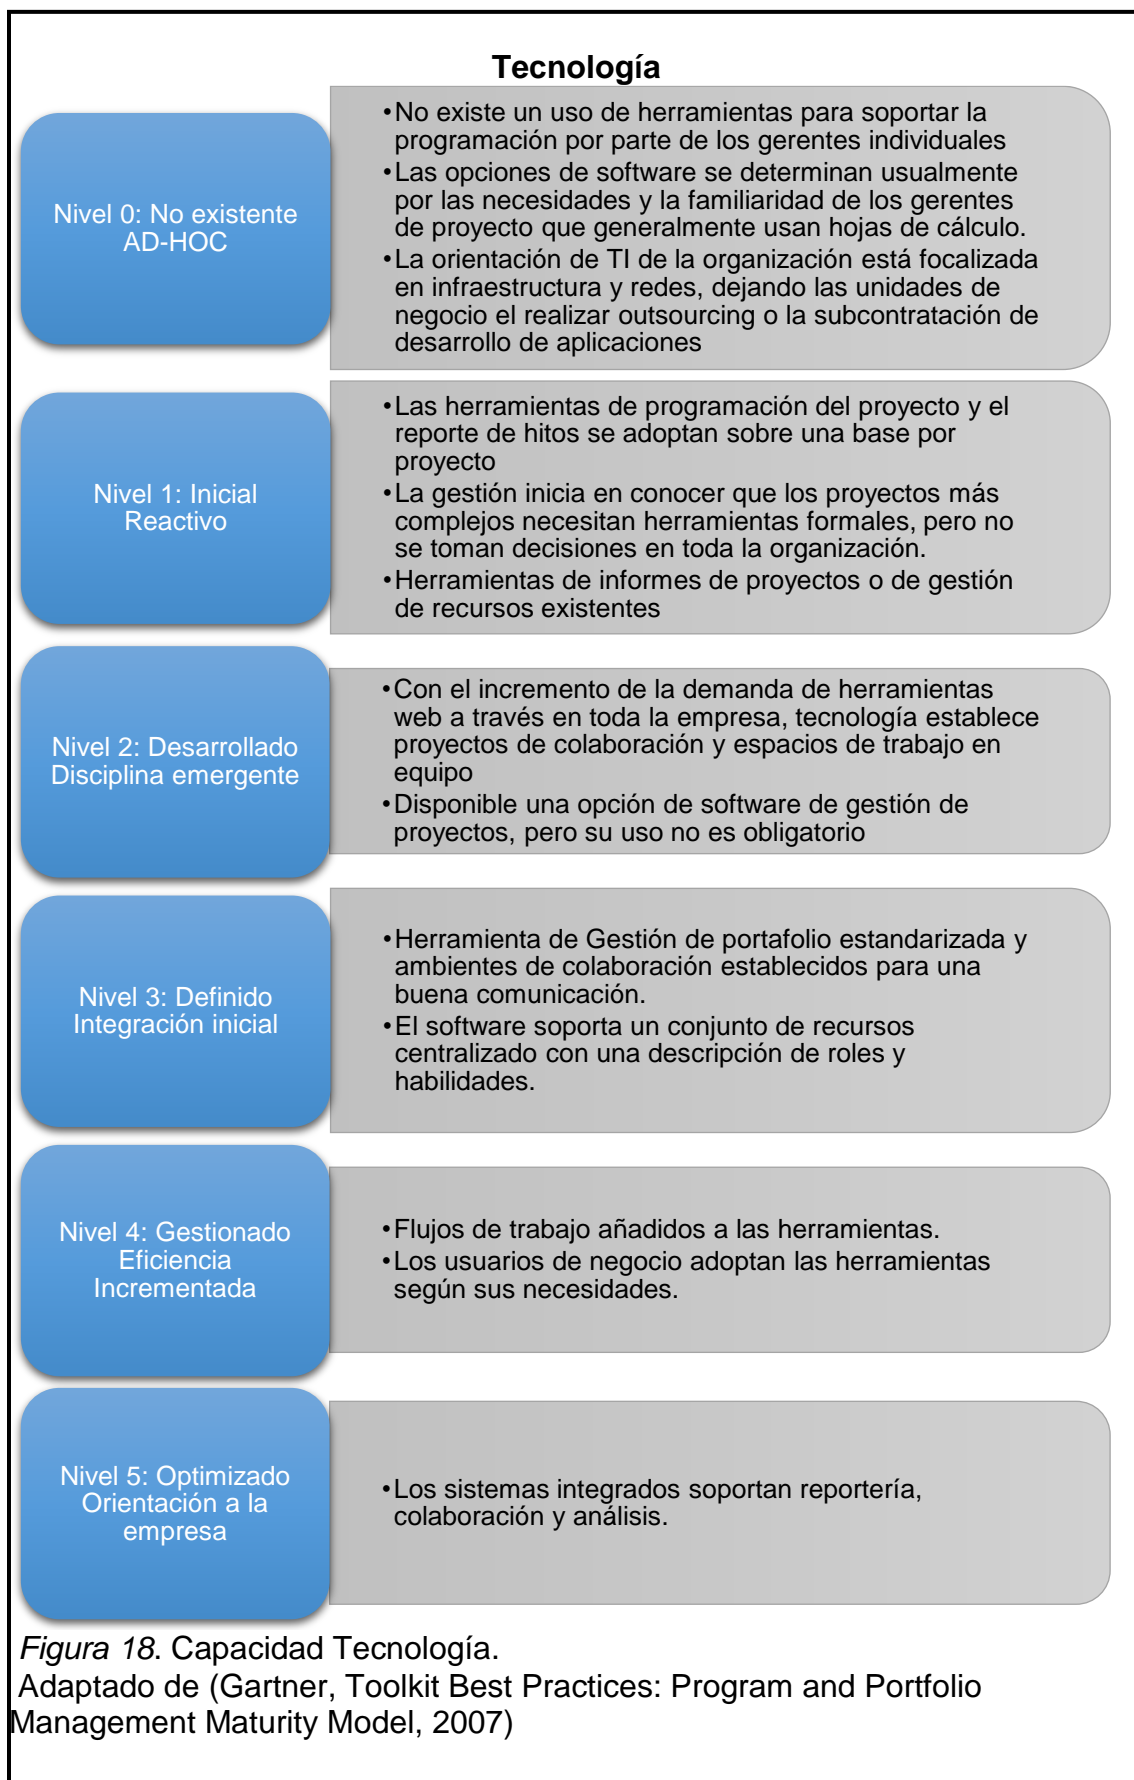 Tecnología
Nivel 0: No existente
AD-HOC
•No existe un uso de herramientas para soportar la
programación por parte de los gerentes individuales
•Las opciones de software se determinan usualmente
por las necesidades y la familiaridad de los gerentes
de proyecto que generalmente usan hojas de cálculo.
•La orientación de TI de la organización está focalizada
en infraestructura y redes, dejando las unidades de
negocio el realizar outsourcing o la subcontratación de
desarrollo de aplicaciones
Nivel 1: Inicial
Reactivo
•Las herramientas de programación del proyecto y el
reporte de hitos se adoptan sobre una base por
proyecto
•La gestión inicia en conocer que los proyectos más
complejos necesitan herramientas formales, pero no
se toman decisiones en toda la organización.
•Herramientas de informes de proyectos o de gestión
de recursos existentes
Nivel 2: Desarrollado
Disciplina emergente
•Con el incremento de la demanda de herramientas
web a través en toda la empresa, tecnología establece
proyectos de colaboración y espacios de trabajo en
equipo
•Disponible una opción de software de gestión de
proyectos, pero su uso no es obligatorio
Nivel 3: Definido
Integración inicial
•Herramienta de Gestión de portafolio estandarizada y
ambientes de colaboración establecidos para una
buena comunicación.
•El software soporta un conjunto de recursos
centralizado con una descripción de roles y
habilidades.
Nivel 4: Gestionado
Eficiencia
Incrementada
•Flujos de trabajo añadidos a las herramientas.
•Los usuarios de negocio adoptan las herramientas
según sus necesidades.
Nivel 5: Optimizado
Orientación a la
empresa
•Los sistemas integrados soportan reportería,
colaboración y análisis.
Figura 18. Capacidad Tecnología.
Adaptado de (Gartner, Toolkit Best Practices: Program and Portfolio
Management Maturity Model, 2007)